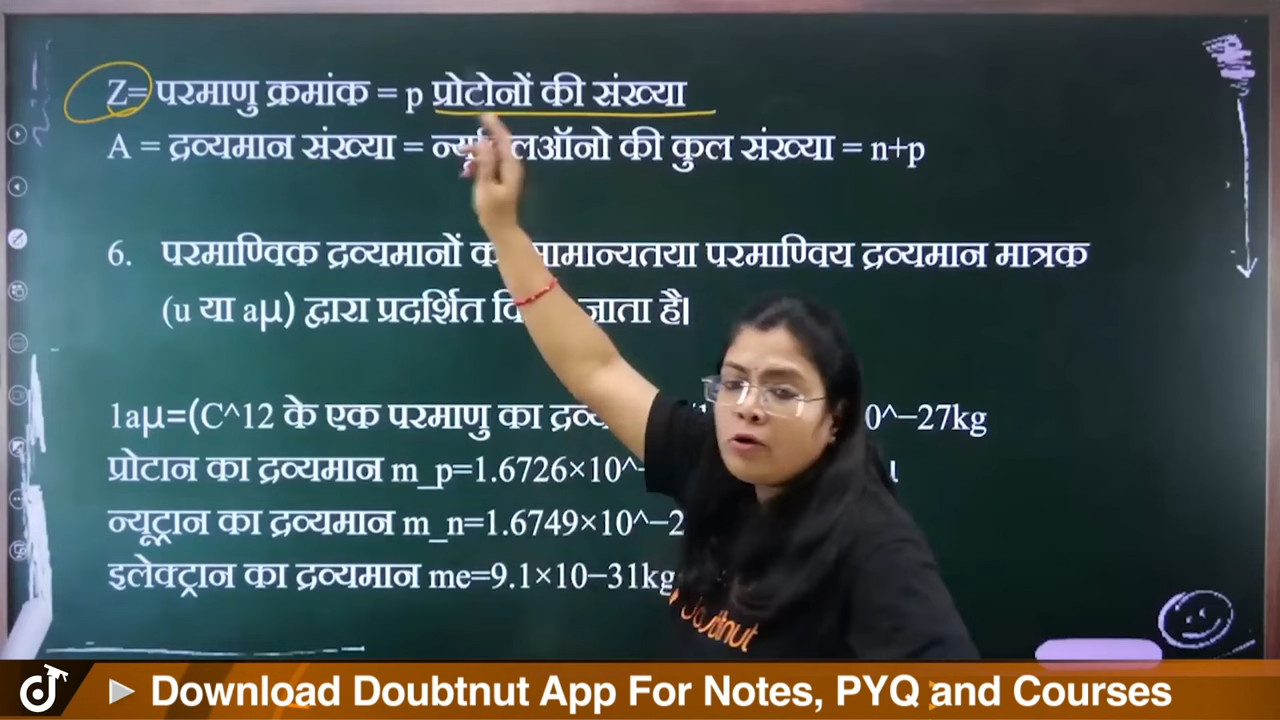 Z= परमाणु क्रमांक = p प्रोटोनों की संख्या
A = द्रव्यमान संख्या = की कुल संख्या = n+p
6. परमाण्विक द्रव्यमानों सामान्यतया परमाण्विय द्रव्यमान मात्रक
(u या aμ) द्वारा प्रदर्शित जाता है।
1aμ=(C^12 के एक परमाणु का 0^−27kg
प्रोटान का द्रव्यमान m_p=1.6726×10^-
न्यूट्रान का द्रव्यमान m_n=1.6749×10^−2
इलेक्ट्रान का द्रव्यमान me=9.1×10−31kg
doubtnut
Download Doubtnut App For Notes, PYQ and Courses